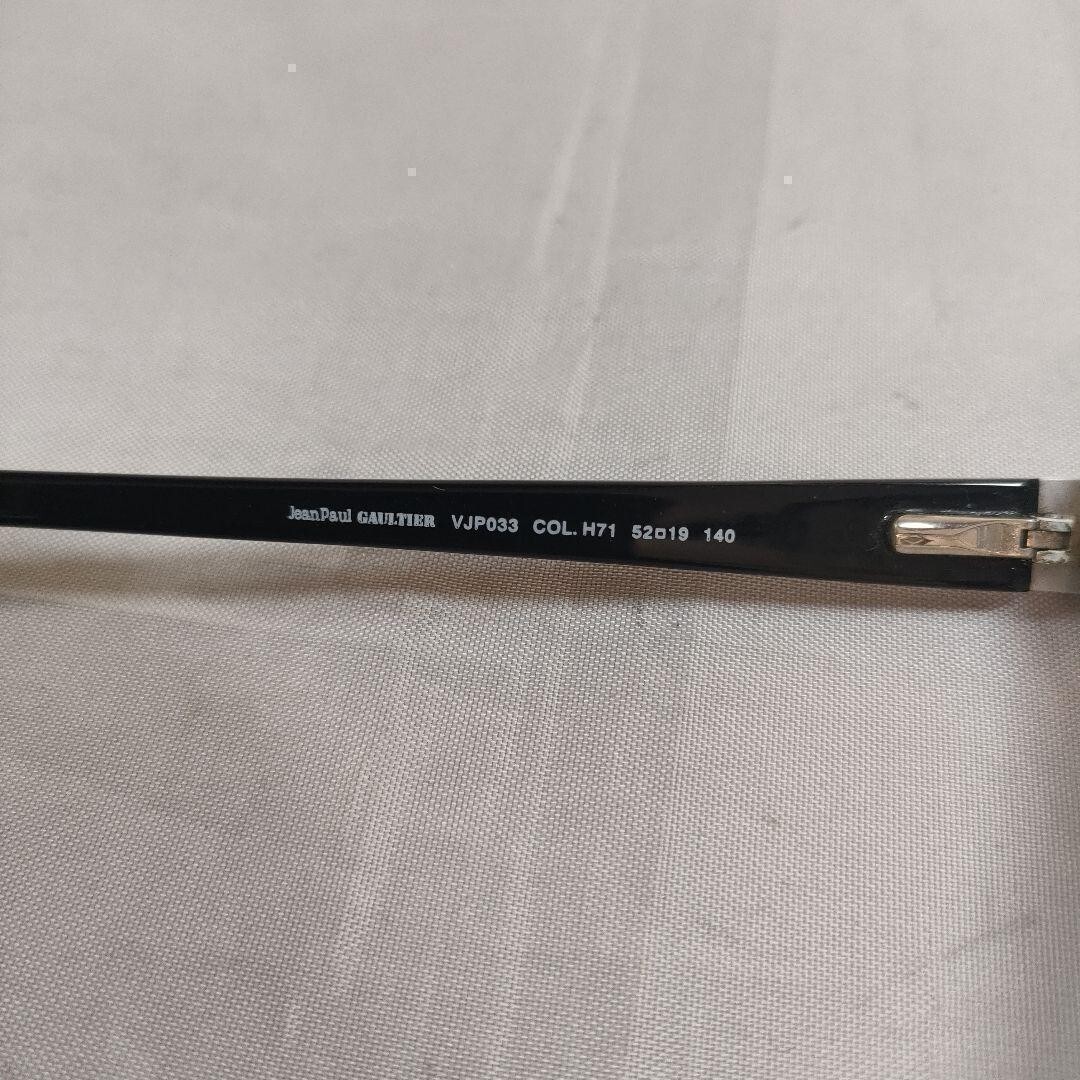 JeanPaul GAULTIER VJP033 COL. H71 52□19 140